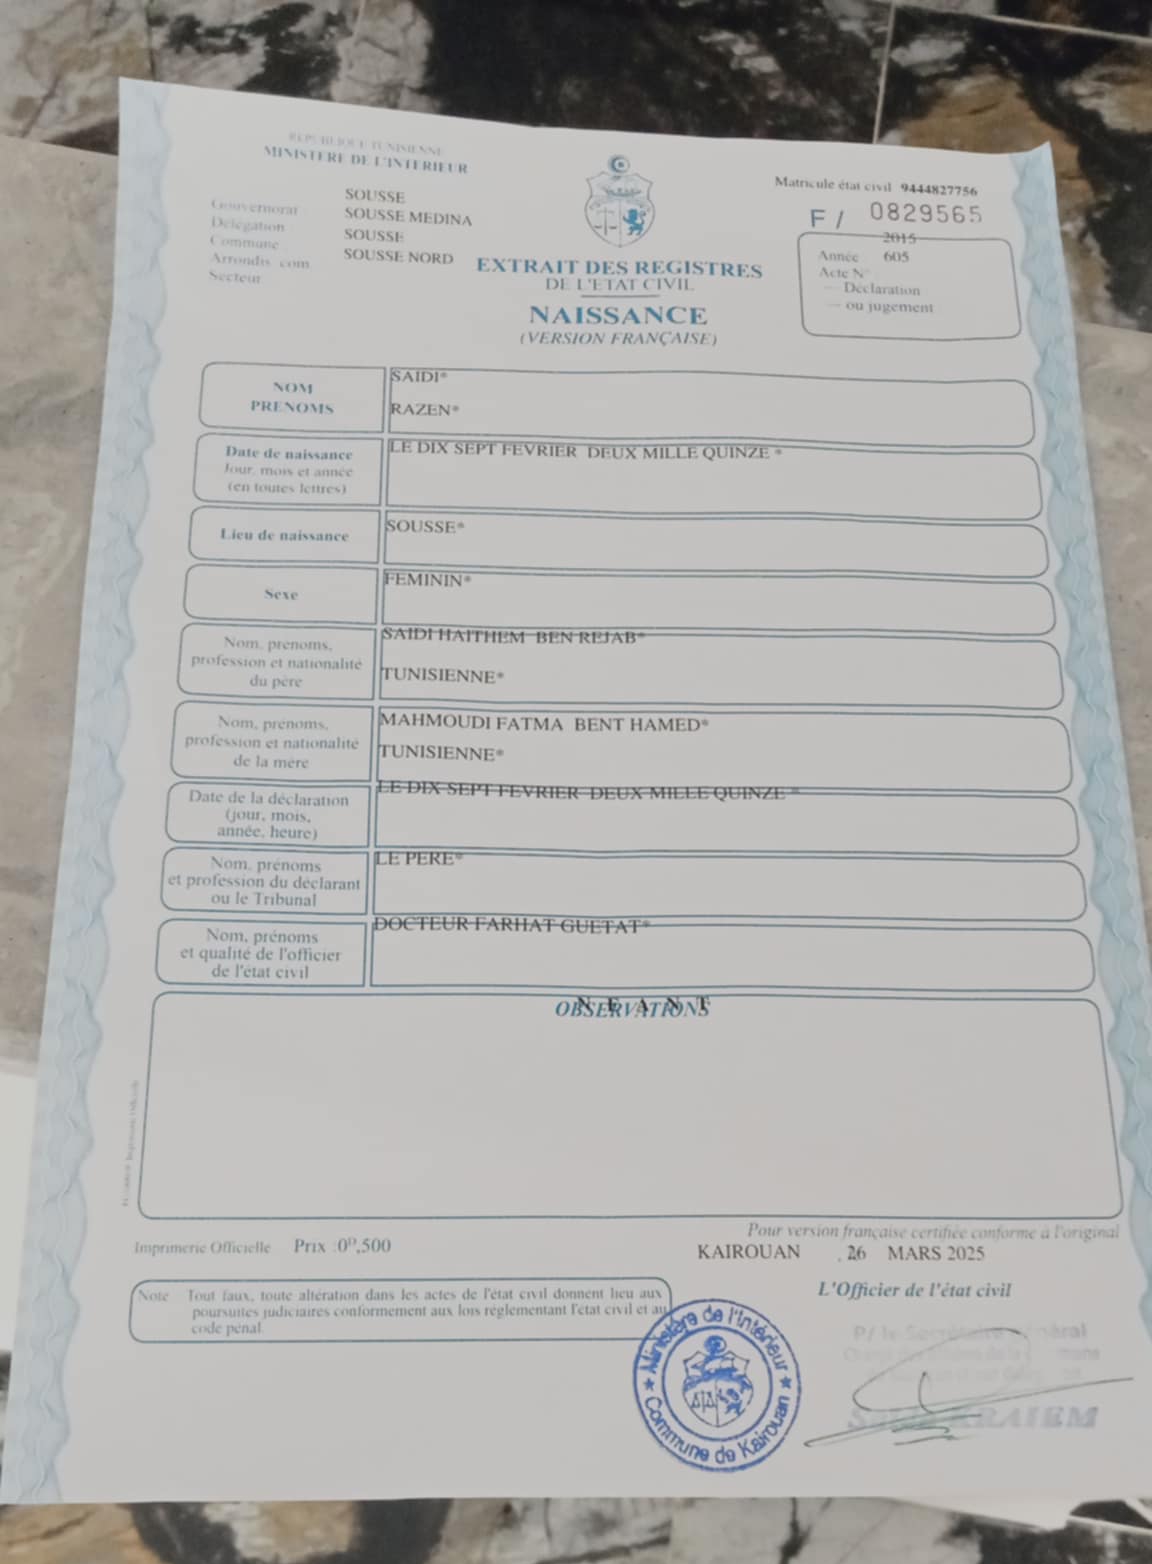 REPUBLIQUE TUNISIENNE
MINISTERE DE L'INTERIEUR
Gouvernorat SOUSSE
Délégation SOUSSE MEDINA
Commune SOUSSE
Arrondis com SOUSSE NORD
Secteur
Matricule état civil 9444827756
F / 0829565
2015
Année 605
Acte N°
Déclaration
ou jugement
EXTRAIT DES REGISTRES
DE L'ETAT CIVIL
NAISSANCE
(VERSION FRANÇAISE)
NOM SAIDI*
PRENOMS RAZEN*
Date de naissance LE DIX SEPT FEVRIER DEUX MILLE QUINZE *
Jour, mois et année
(en toutes lettres)
Lieu de naissance SOUSSE*
Sexe FEMININ*
Nom, prenoms, SAIDI HAITHEM BEN REJAB*
profession et nationalité
du père TUNISIENNE*
Nom, prénoms, MAHMOUDI FATMA BENT HAMED*
profession et nationalité TUNISIENNE*
de la mère
Date de la déclaration LE DIX SEPT FEVRIER DEUX MILLE QUINZE *
(jour, mois,
année, heure)
Nom, prénoms LE PERE*
et profession du déclarant
ou le Tribunal
Nom, prénoms DOCTEUR FARHAT GUETAT*
et qualité de l'officier
de l'état civil
N E A N T
OBSERVATIONS
Imprimerie Officielle Prix :0D,500
Pour version française certifiée conforme à l'original
KAIROUAN , 26 MARS 2025
L'Officier de l'état civil
Note Tout faux, toute altération dans les actes de l'état civil donnent lieu aux
poursuites judiciaires conformement aux lois réglementant l'état civil et au
code pénal
Ministère de l'Intérieur
Commune de Kairouan
P/ le Secrétaire Général
KRAIEM